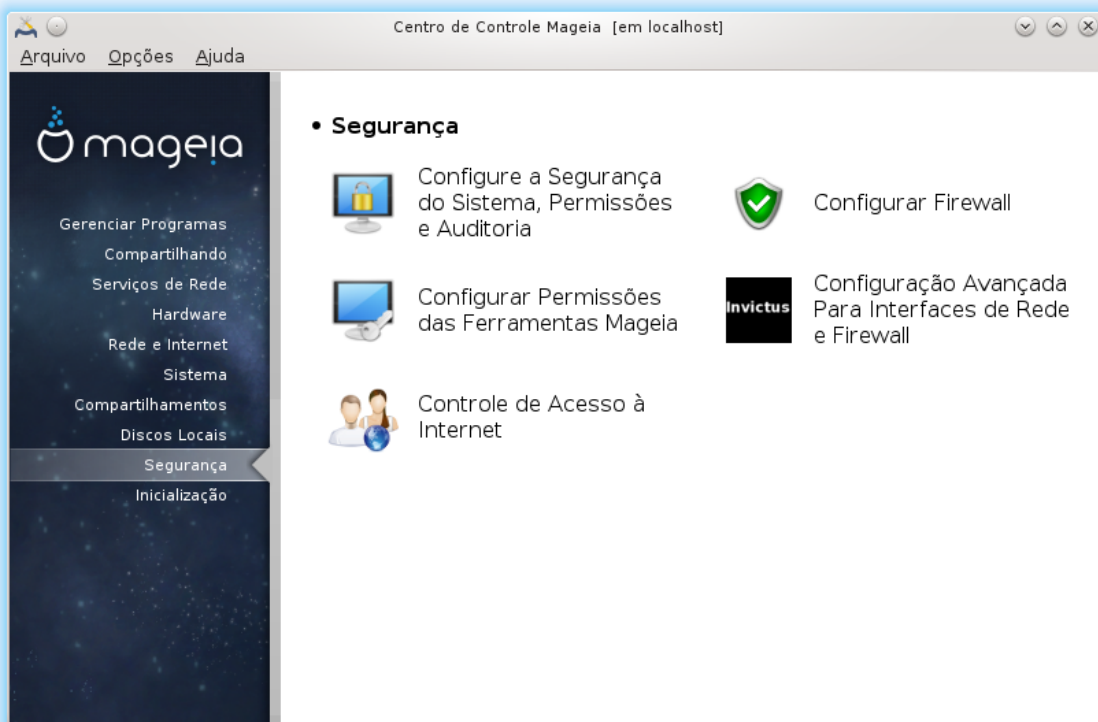 Centro de Controle Mageia [em localhost]
Arquivo Opções Ajuda
mageia
Gerenciar Programas
Compartilhando
Serviços de Rede
Hardware
Rede e Internet
Sistema
Compartilhamentos
Discos Locais
Segurança
Inicialização
• Segurança
Configure a Segurança
do Sistema, Permissões
e Auditoria
Configurar Firewall
Configurar Permissões
das Ferramentas Mageia
Invictus
Configuração Avançada
Para Interfaces de Rede
e Firewall
Controle de Acesso à
Internet